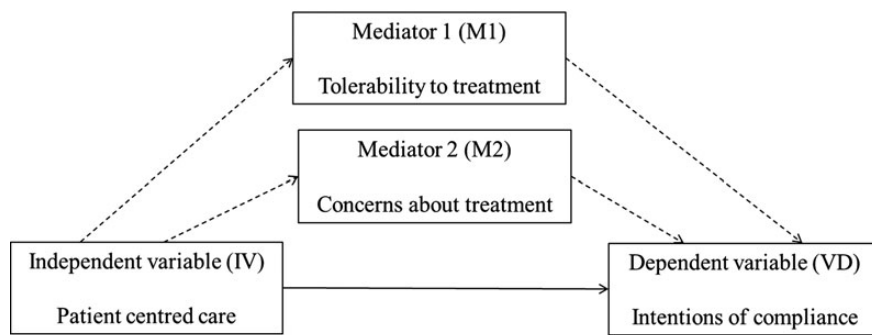 Mediator 1 (M1)
Tolerability to treatment
Mediator 2 (M2)
Concerns about treatment
Independent variable (IV)
Patient centred care
Dependent variable (VD)
Intentions of compliance